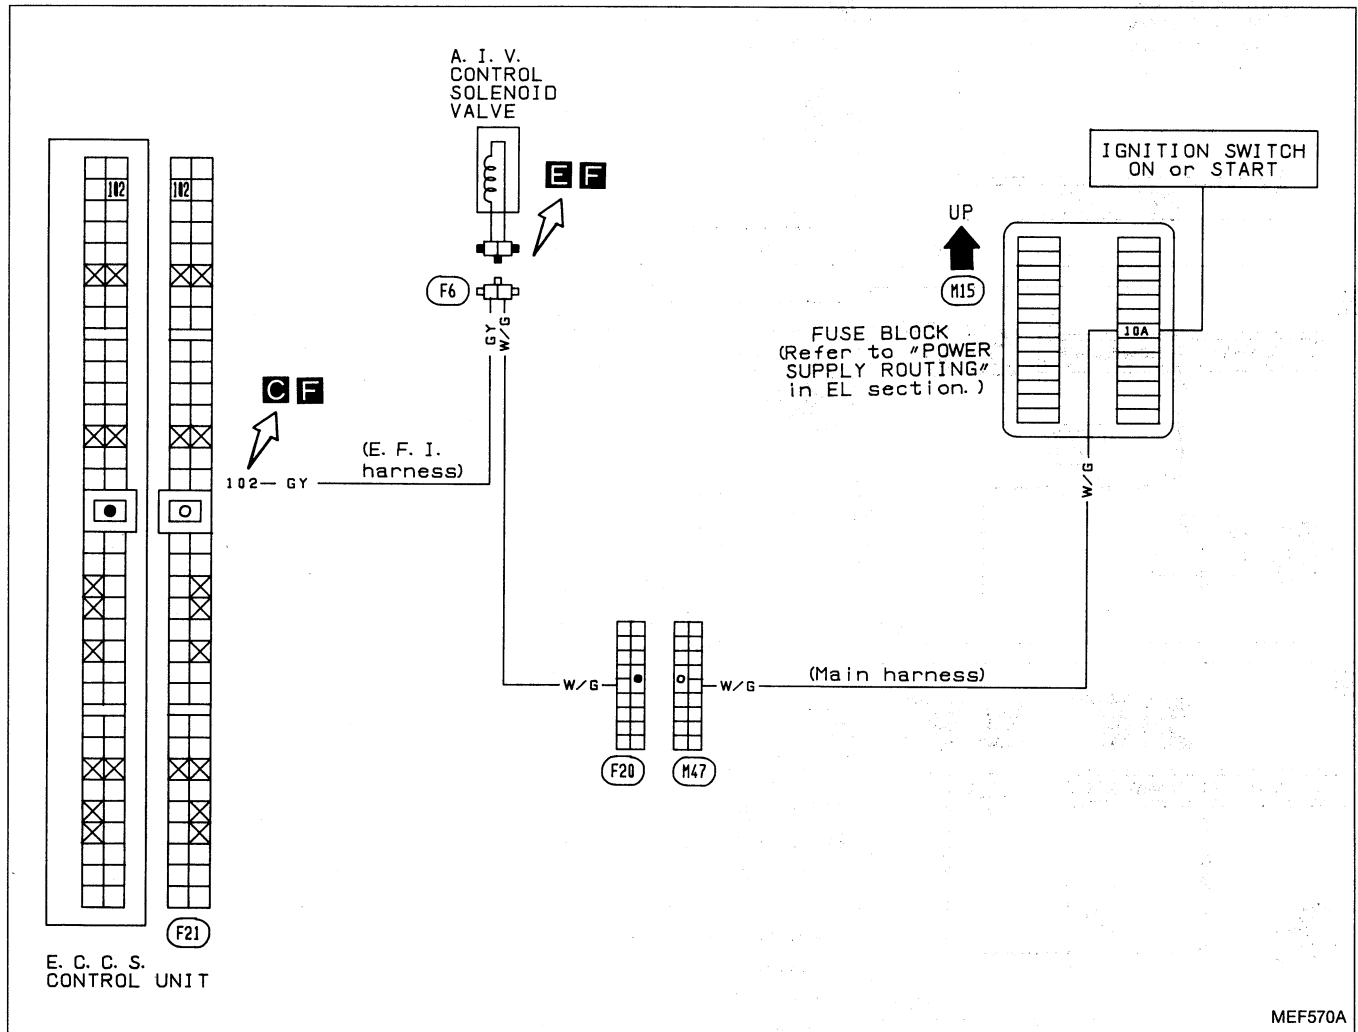 A. I. V.
CONTROL
SOLENOID
VALVE
E F
IGNITION SWITCH
ON or START
102
102
UP
M15
F6
GY
W/G
10A
FUSE BLOCK
(Refer to "POWER
SUPPLY ROUTING"
in EL section.)
C F
(E. F. I.
harness)
102 — GY
W/G
W/G
W/G
(Main harness)
F20
M47
F21
E. C. C. S.
CONTROL UNIT
MEF570A